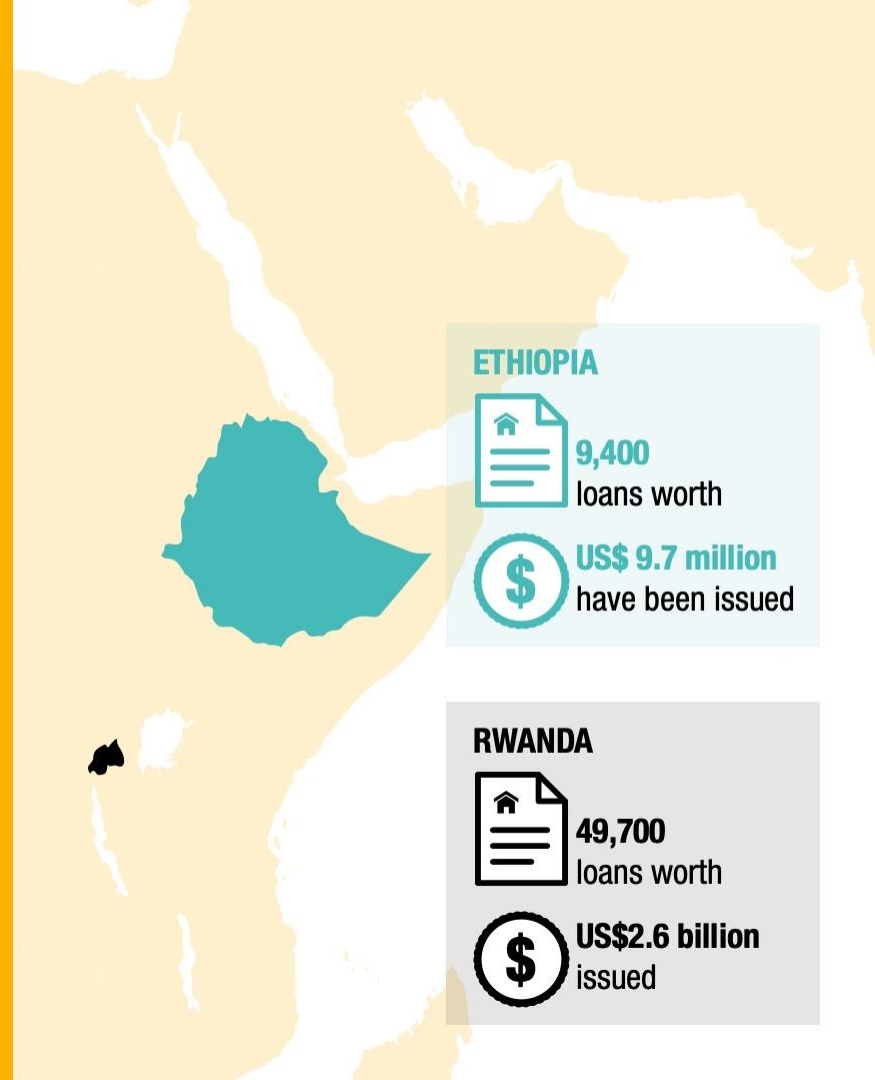 ETHIOPIA
9,400
loans worth
$
US$ 9.7 million
have been issued
RWANDA
49,700
loans worth
$
US$2.6 billion
issued